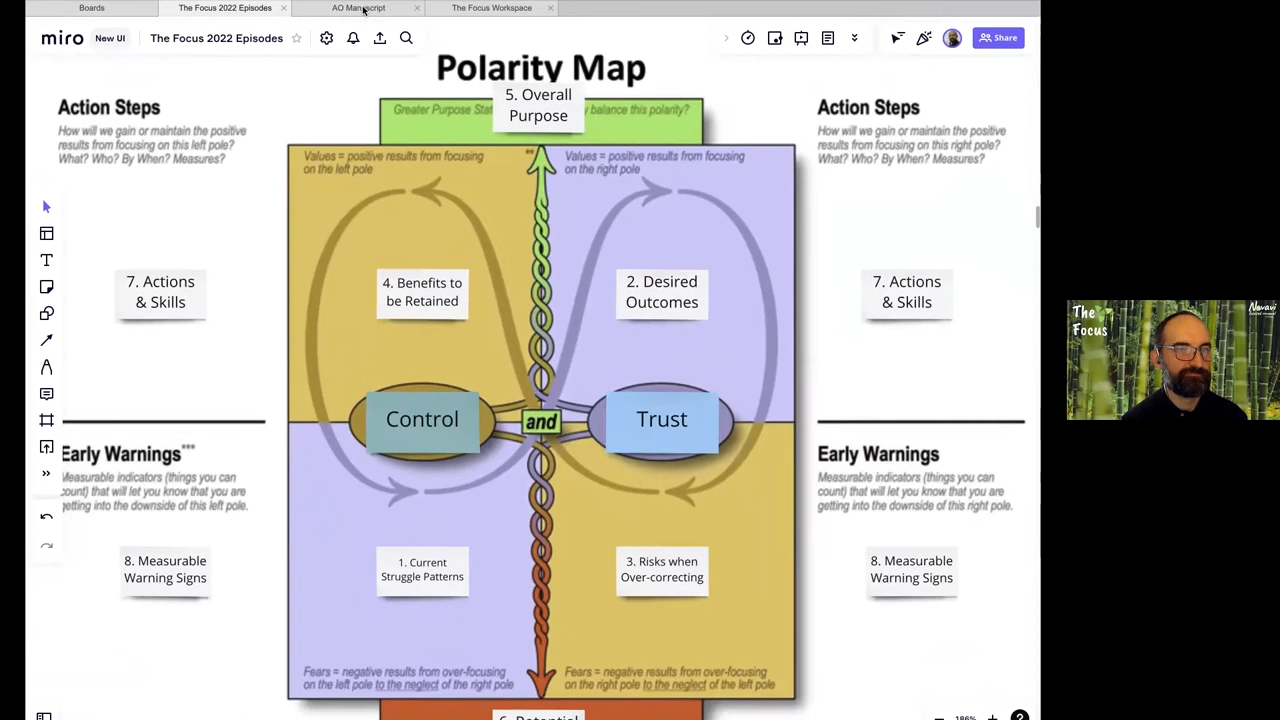 Boards
The Focus 2022 Episodes
AO Manuscript
The Focus Workspace
miro
New UI
The Focus 2022 Episodes
Share
Polarity Map
Action Steps
How will we gain or maintain the positive
results from focusing on this left pole?
What? Who? By When? Measures?
7. Actions
& Skills
Early Warnings***
Measurable indicators (things you can
count) that will let you know that you are
getting into the downside of this left pole.
8. Measurable
Warning Signs
Greater Purpose balance this polarity?
5. Overall
Purpose
Values = positive results from focusing
on the left pole
**
Values = positive results from focusing
on the right pole
4. Benefits to
be Retained
2. Desired
Outcomes
Control
and
Trust
1. Current
Struggle Patterns
3. Risks when
Over-correcting
Fears = negative results from over-focusing
on the left pole to the neglect of the right pole
Fears = negative results from over-focusing
on the right pole to the neglect of the left pole
6. Potential
Action Steps
How will we gain or maintain the positive
results from focusing on this right pole?
What? Who? By When? Measures?
7. Actions
& Skills
Early Warnings
Measurable indicators (things you can
count) that will let you know that you are
getting into the downside of this right pole.
8. Measurable
Warning Signs
186%
The
Focus